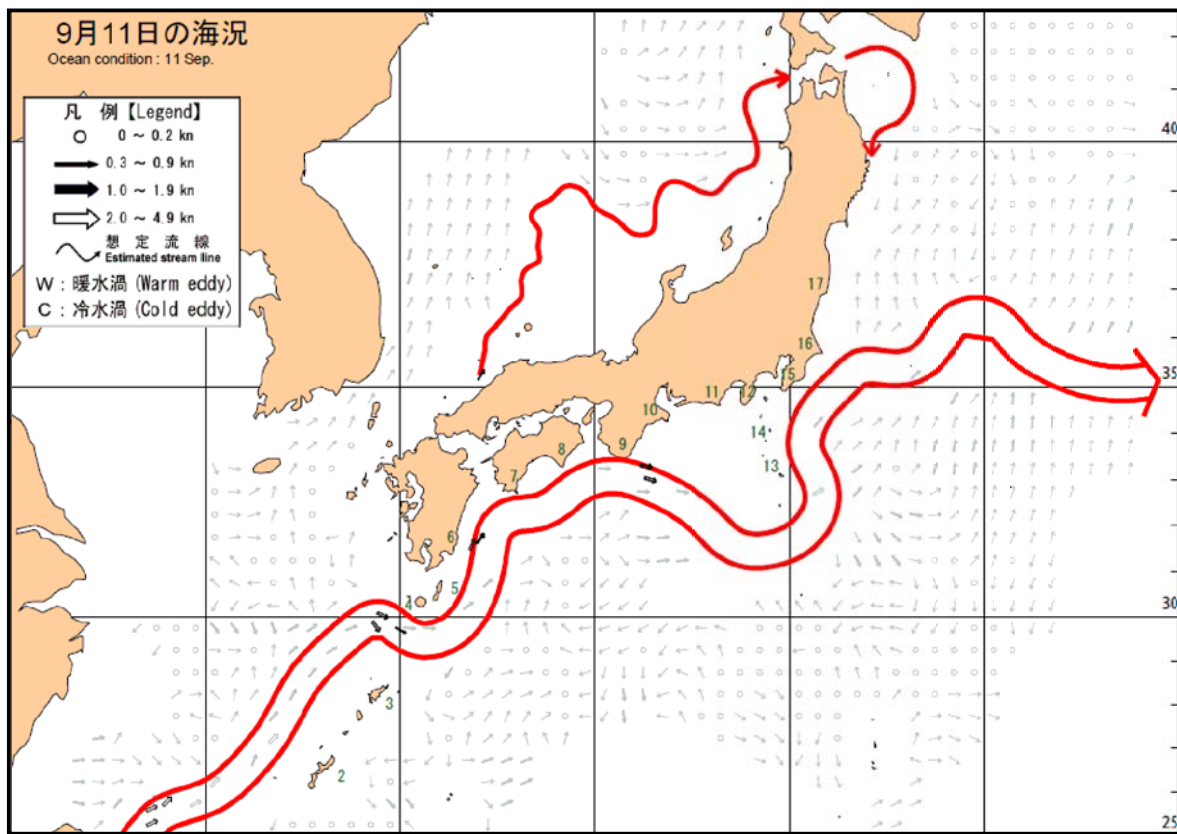 9月11日の海況
Ocean condition : 11 Sep.
凡 例【Legend】
0 ~ 0.2 kn
0.3 ~ 0.9 kn
1.0 ~ 1.9 kn
2.0 ~ 4.9 kn
想 定 流 線
Estimated stream line
W : 暖水渦 (Warm eddy)
C : 冷水渦 (Cold eddy)
40
17
16
35
15
12
11
10
14
9
8
13
7
6
5
4
30
3
2
25